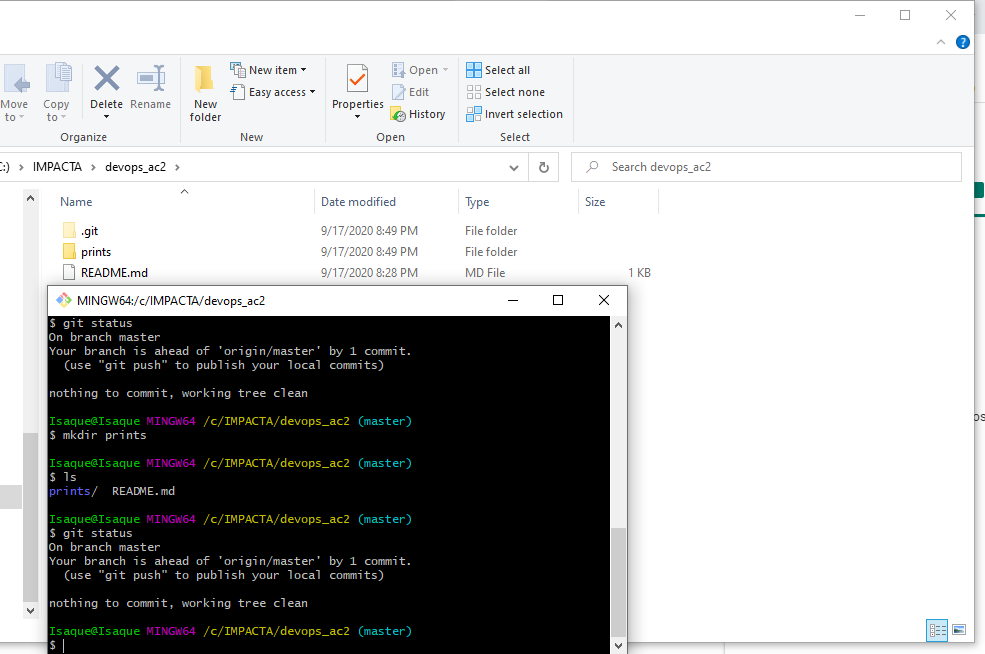 Move to
Copy to
Delete
Rename
New folder
New item
Easy access
Properties
Open
Edit
History
Select all
Select none
Invert selection
Organize
New
Open
Select
:) › IMPACTA › devops_ac2 ›
Search devops_ac2
Name Date modified Type Size
.git 9/17/2020 8:49 PM File folder
prints 9/17/2020 8:49 PM File folder
README.md 9/17/2020 8:28 PM MD File 1 KB
MINGW64:/c/IMPACTA/devops_ac2
$ git status
On branch master
Your branch is ahead of 'origin/master' by 1 commit.
(use "git push" to publish your local commits)
nothing to commit, working tree clean
Isaque@Isaque MINGW64 /c/IMPACTA/devops_ac2 (master)
$ mkdir prints
Isaque@Isaque MINGW64 /c/IMPACTA/devops_ac2 (master)
$ ls
prints/ README.md
Isaque@Isaque MINGW64 /c/IMPACTA/devops_ac2 (master)
$ git status
On branch master
Your branch is ahead of 'origin/master' by 1 commit.
(use "git push" to publish your local commits)
nothing to commit, working tree clean
Isaque@Isaque MINGW64 /c/IMPACTA/devops_ac2 (master)
$